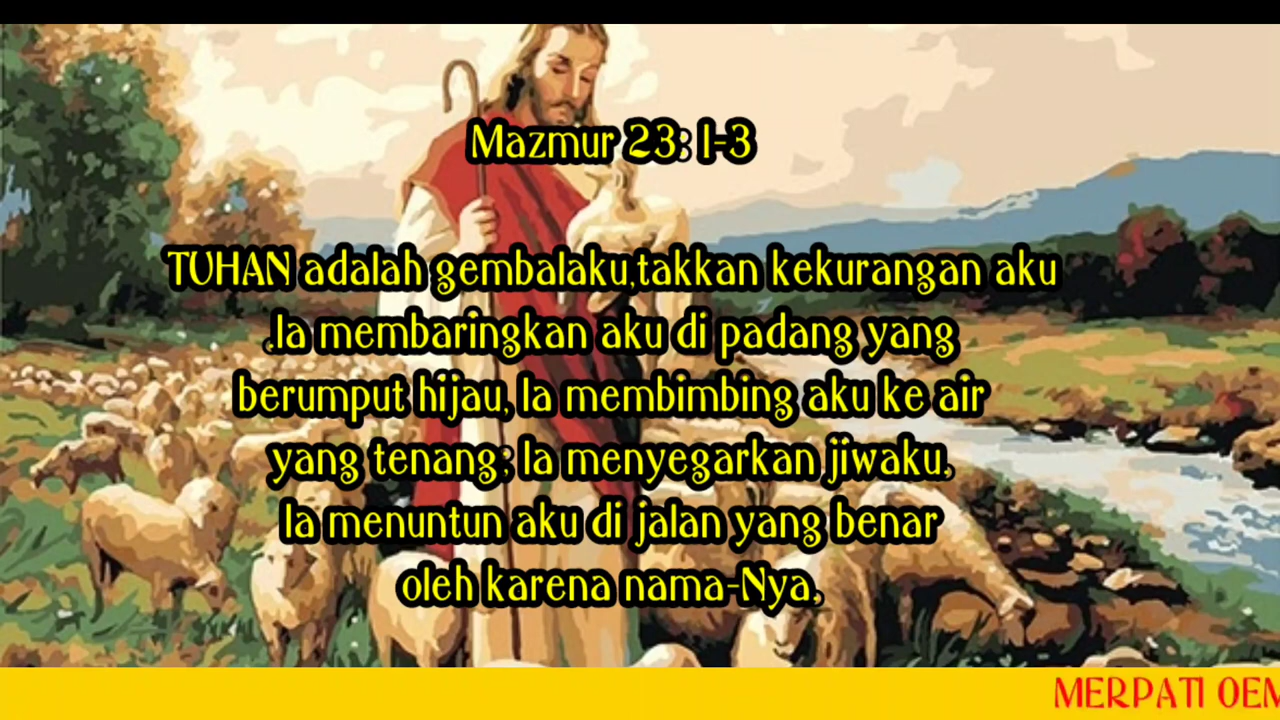 Mazmur 23: 1-3
TUHAN adalah gembalaku,takkan kekurangan aku
.Ia membaringkan aku di padang yang
berumput hijau, Ia membimbing aku ke air
yang tenang; Ia menyegarkan jiwaku.
Ia menuntun aku di jalan yang benar
oleh karena nama-Nya.
MERPATI